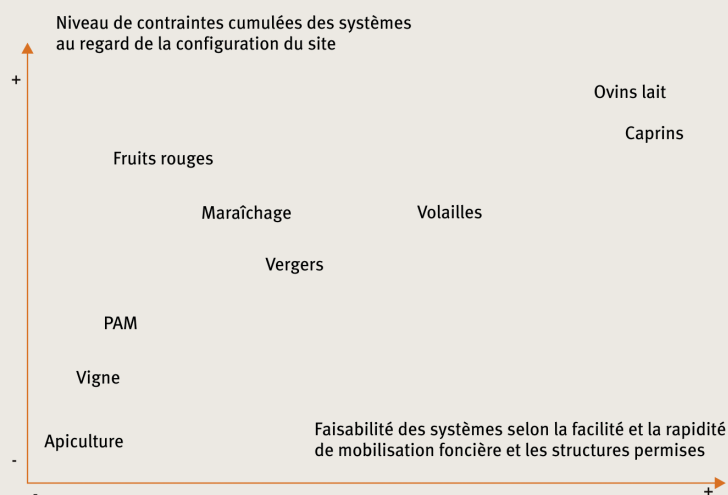 Niveau de contraintes cumulées des systèmes
au regard de la configuration du site
+
Ovins lait
Caprins
Fruits rouges
Maraîchage
Volailles
Vergers
PAM
Vigne
Apiculture
Faisabilité des systèmes selon la facilité et la rapidité
de mobilisation foncière et les structures permises
-
+